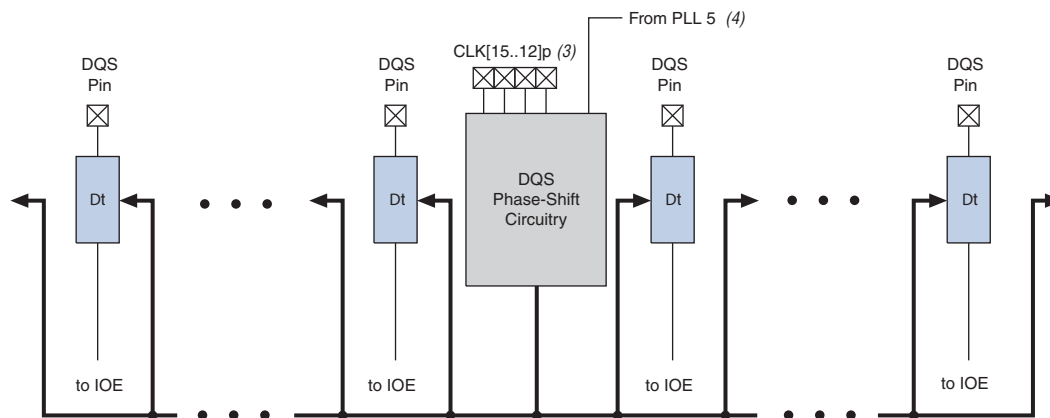 From PLL 5 (4)
CLK[15..12]p (3)
DQS
Pin
DQS
Pin
DQS
Pin
DQS
Pin
Dt
Dt
DQS
Phase-Shift
Circuitry
Dt
Dt
to IOE
to IOE
to IOE
to IOE